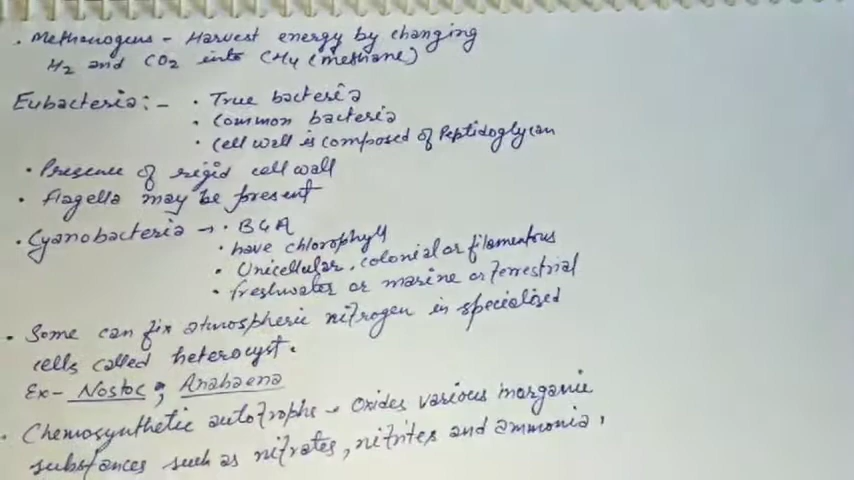 . Methanogens - Harvest energy by changing
H2 and CO2 into CH4 (methane)
Eubacteria:- • True bacteria
• Common bacteria
• Cell wall is composed of Peptidoglycan
• Presence of rigid cell wall
• Flagella may be present
• Cyanobacteria → • BGA
• have chlorophyll
• Unicellular, colonial or filamentous
• freshwater or marine or terrestrial
• Some can fix atmospheric nitrogen in specialised
cells called heterocyst.
Ex- Nostoc, Anabaena
• Chemosynthetic autotrophs → Oxides various inorganic
substances such as nitrates, nitrites and ammonia,